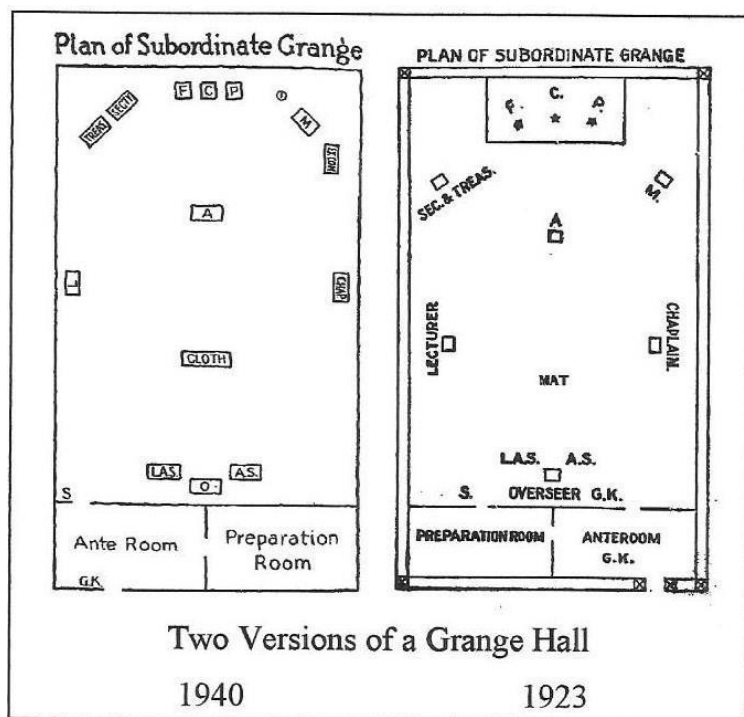 Plan of Subordinate Grange
F C P
M
TREAS SECTY
A
L
CHAP.
CLOTH
L.A.S. A.S.
O.
S
Ante Room
Preparation
Room
G.K.
PLAN OF SUBORDINATE GRANGE
F. C. P.
SEC. & TREAS.
M.
A
LECTURER
CHAPLAIN.
MAT
L.A.S. A.S.
S. OVERSEER G.K.
PREPARATION ROOM
ANTEROOM
G.K.
Two Versions of a Grange Hall
1940 1923